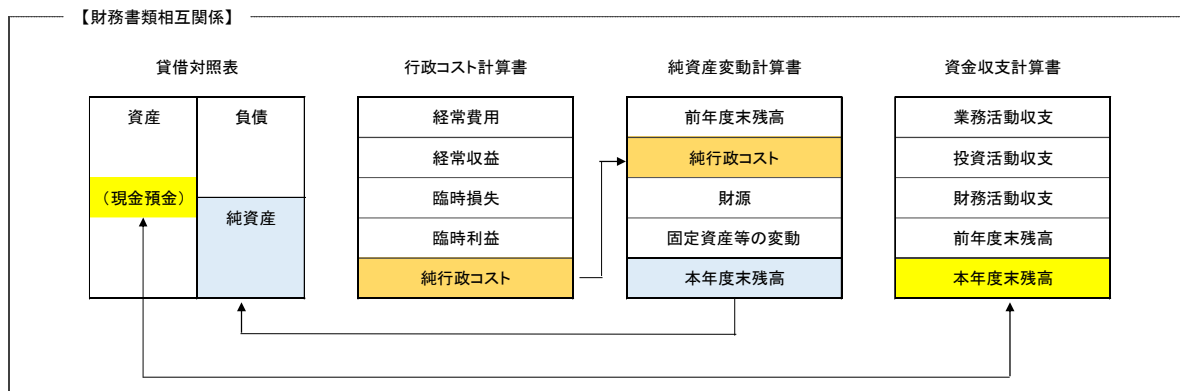 【財務書類相互関係】
貸借対照表
資産
負債
(現金預金)
純資産
行政コスト計算書
経常費用
経常収益
臨時損失
臨時利益
純行政コスト
純資産変動計算書
前年度末残高
純行政コスト
財源
固定資産等の変動
本年度末残高
資金収支計算書
業務活動収支
投資活動収支
財務活動収支
前年度末残高
本年度末残高